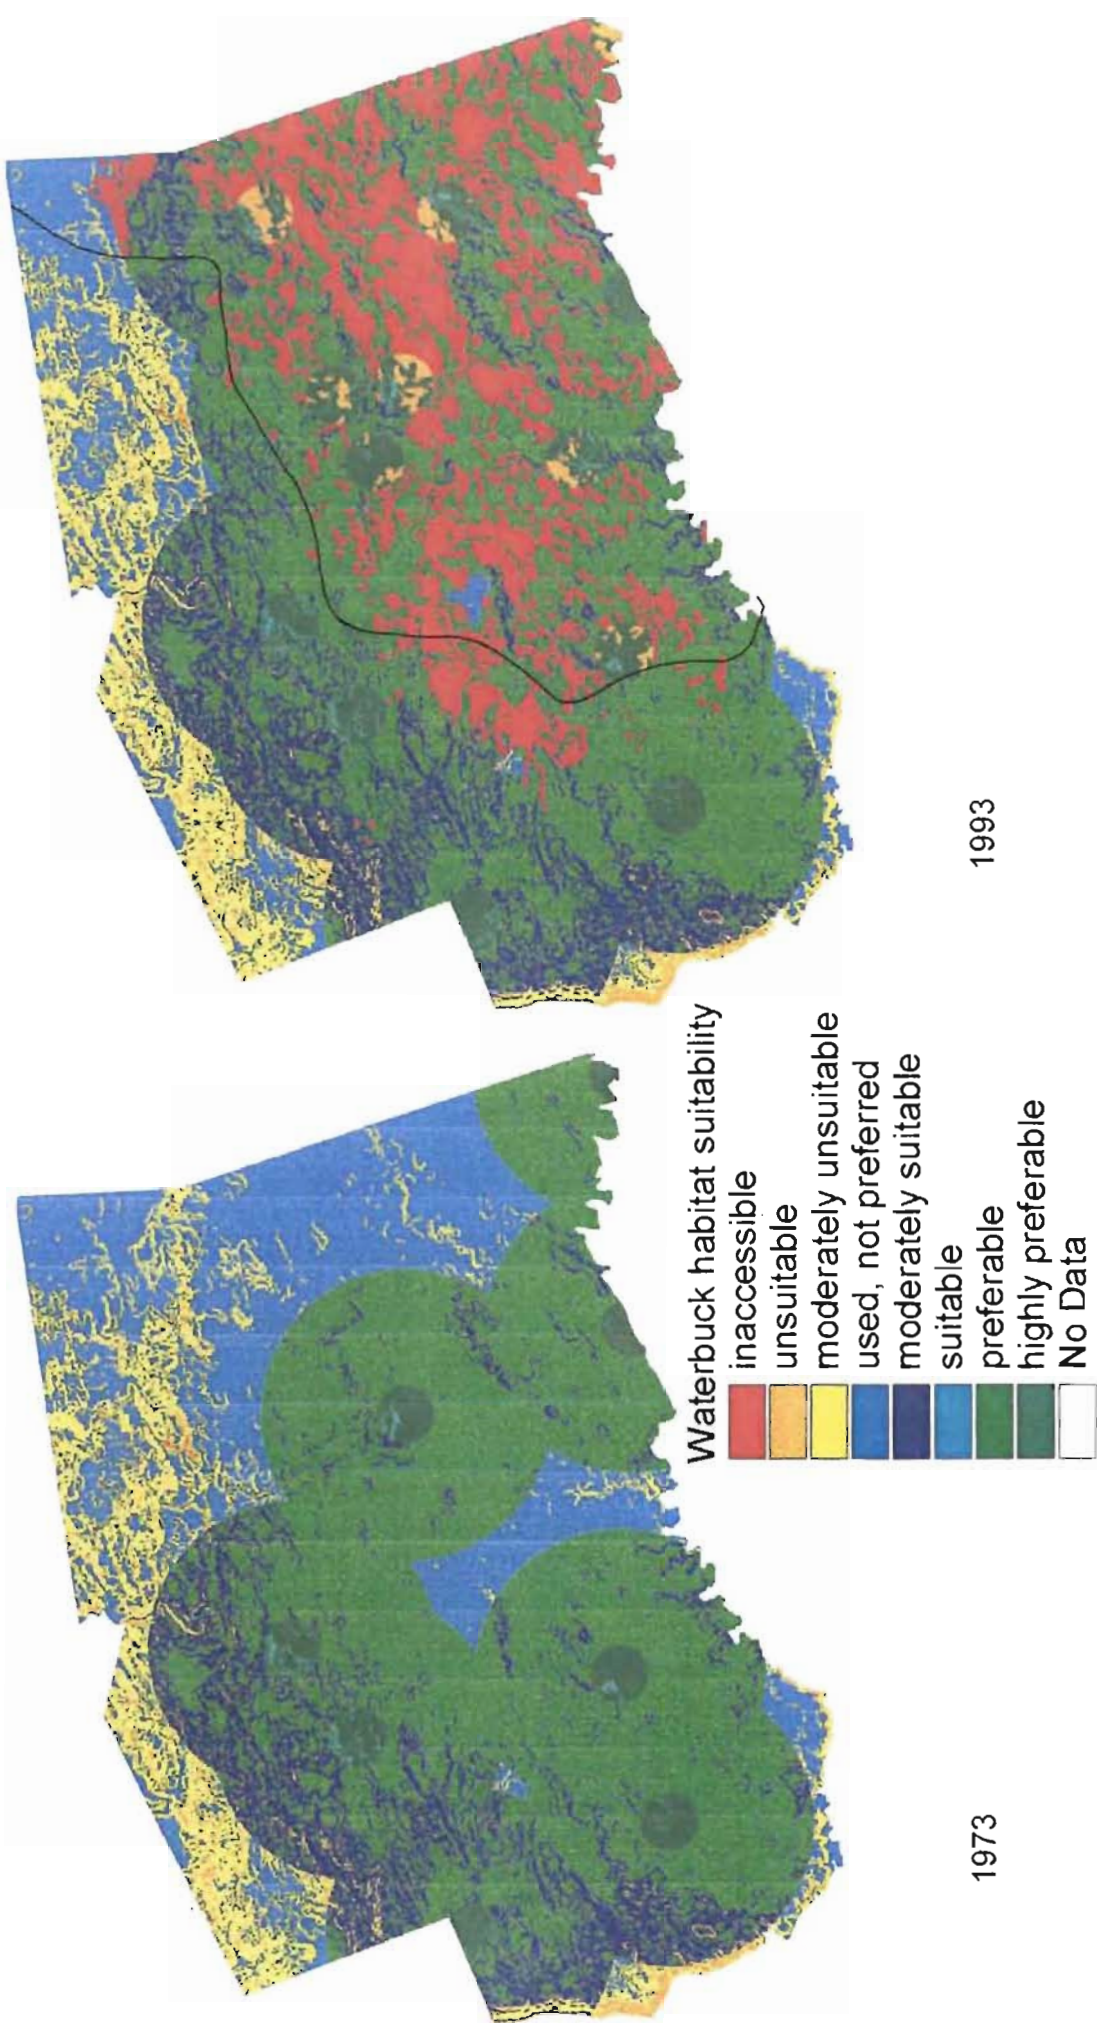 1973
1993
Waterbuck habitat suitability
inaccessible
unsuitable
moderately unsuitable
used, not preferred
moderately suitable
suitable
preferable
highly preferable
No Data